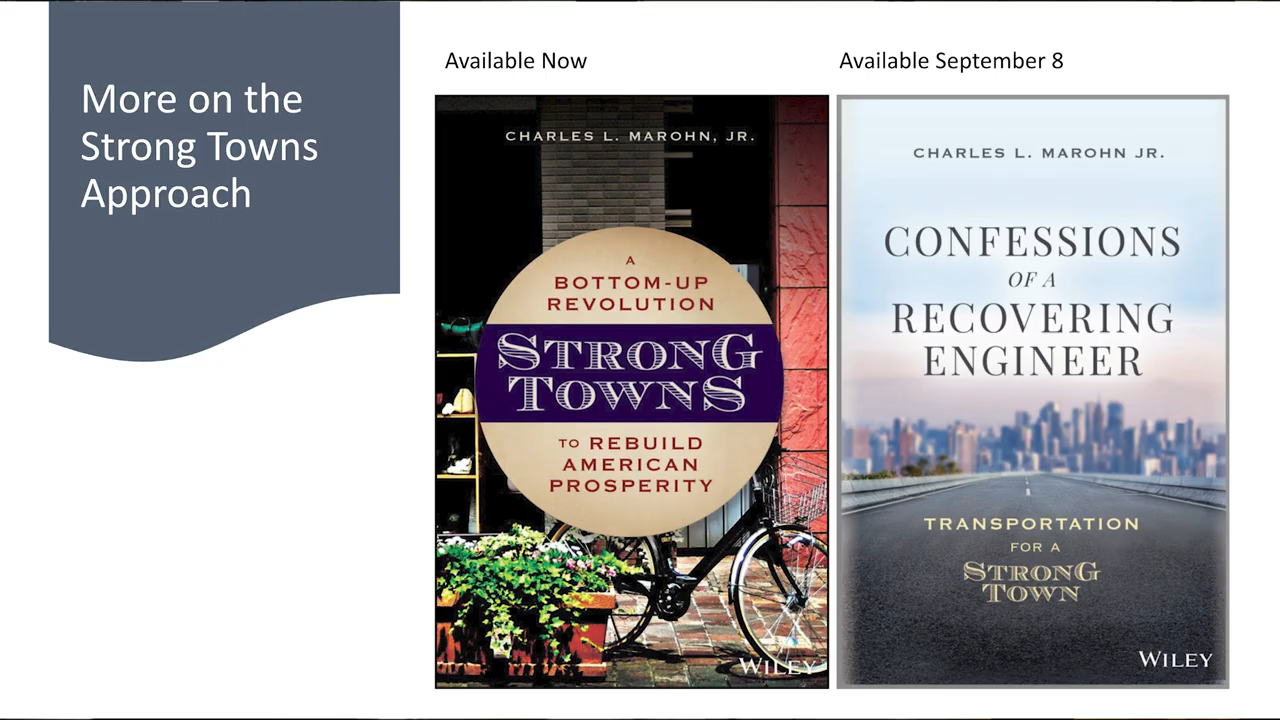 More on the
Strong Towns
Approach
Available Now
CHARLES L. MAROHN, JR.
A
BOTTOM-UP
REVOLUTION
STRONG
TOWNS
TO REBUILD
AMERICAN
PROSPERITY
WILEY
Available September 8
CHARLES L. MAROHN JR.
CONFESSIONS
OF A
RECOVERING
ENGINEER
TRANSPORTATION
FOR A
STRONG
TOWN
WILEY